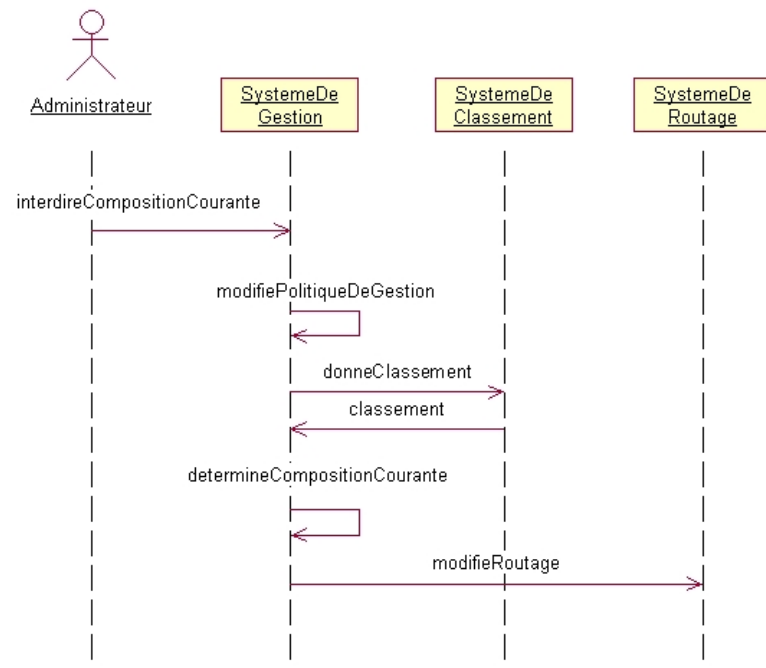 Administrateur
SystemeDe
Gestion
SystemeDe
Classement
SystemeDe
Routage
interdireCompositionCourante
modifiePolitiqueDeGestion
donneClassement
classement
determineCompositionCourante
modifieRoutage